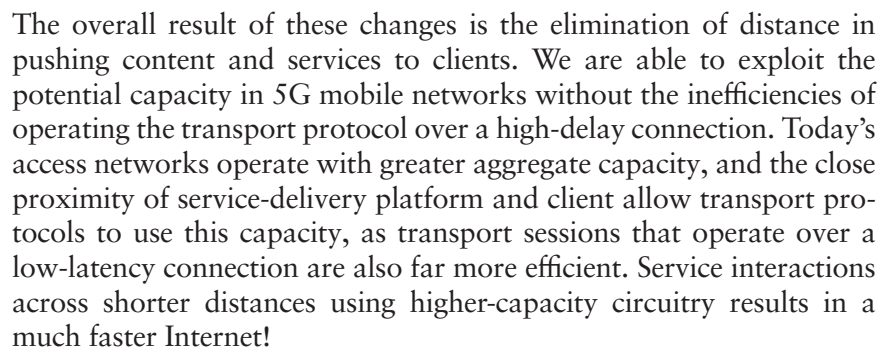 The overall result of these changes is the elimination of distance in
pushing content and services to clients. We are able to exploit the
potential capacity in 5G mobile networks without the inefficiencies of
operating the transport protocol over a high-delay connection. Today’s
access networks operate with greater aggregate capacity, and the close
proximity of service-delivery platform and client allow transport pro-
tocols to use this capacity, as transport sessions that operate over a
low-latency connection are also far more efficient. Service interactions
across shorter distances using higher-capacity circuitry results in a
much faster Internet!